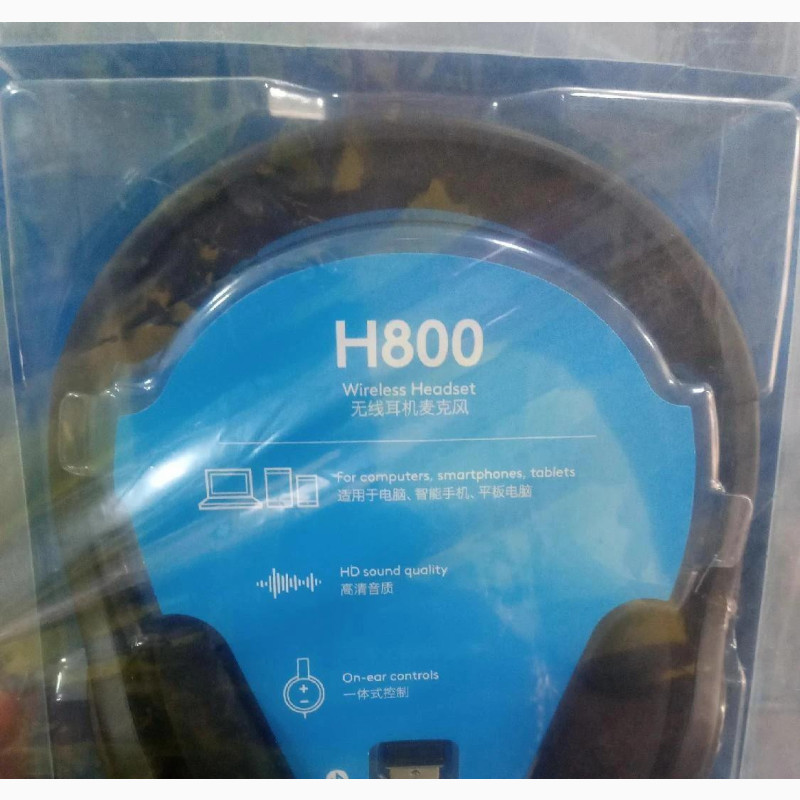 H800
Wireless Headset
无线耳机麦克风
For computers, smartphones, tablets
适用于电脑、智能手机、平板电脑
HD sound quality
高清音质
On-ear controls
一体式控制